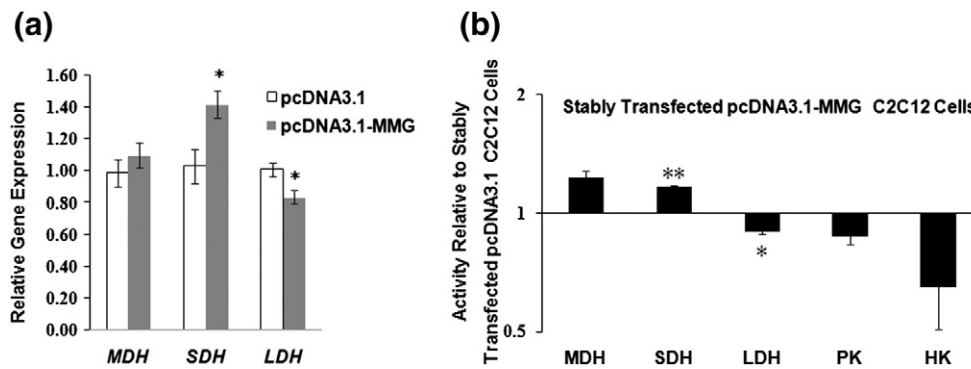 (a)
Relative Gene Expression
1.60
1.40
1.20
1.00
0.80
0.60
0.40
0.20
0.00
*
*
pcDNA3.1
pcDNA3.1-MMG
MDH SDH LDH
(b)
Activity Relative to Stably
Transfected pcDNA3.1 C2C12 Cells
2
1
0.5
Stably Transfected pcDNA3.1-MMG C2C12 Cells
**
*
MDH SDH LDH PK HK